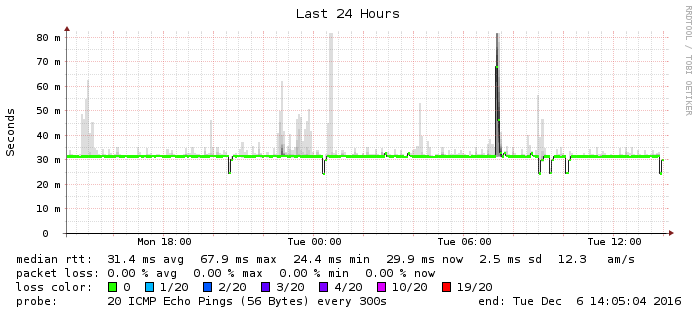 Last 24 Hours
RRDTOOL / TOBI OETIKER
Seconds
80 m
70 m
60 m
50 m
40 m
30 m
20 m
10 m
0
Mon 18:00 Tue 00:00 Tue 06:00 Tue 12:00
median rtt: 31.4 ms avg 67.9 ms max 24.4 ms min 29.9 ms now 2.5 ms sd 12.3 am/s
packet loss: 0.00 % avg 0.00 % max 0.00 % min 0.00 % now
loss color: 0 1/20 2/20 3/20 4/20 10/20 19/20
probe: 20 ICMP Echo Pings (56 Bytes) every 300s end: Tue Dec 6 14:05:04 2016